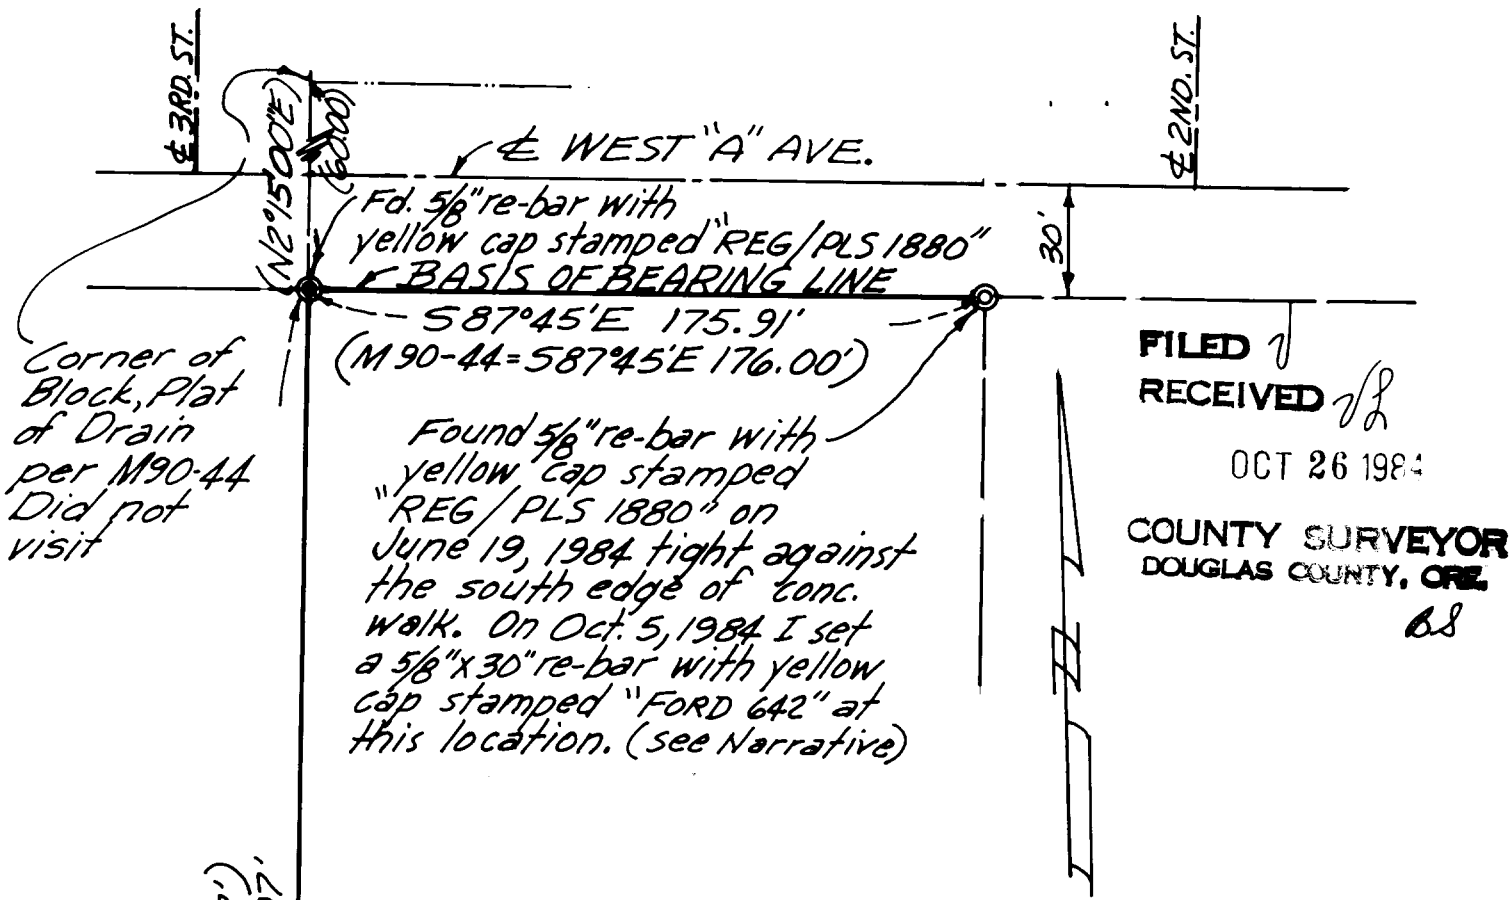 ℄ 3RD. ST.
(N2°15'00"E)
(60.00)
℄ WEST "A" AVE.
℄ 2ND. ST.
Fd. 5/8" re-bar with
yellow cap stamped "REG/PLS 1880"
BASIS OF BEARING LINE
30'
S87°45'E 175.91'
(M90-44=S87°45'E 176.00')
Corner of
Block, Plat
of Drain
per M90-44
Did not
visit
Found 5/8" re-bar with
yellow cap stamped
"REG/PLS 1880" on
June 19, 1984 tight against
the south edge of conc.
walk. On Oct. 5, 1984 I set
a 5/8"x30" re-bar with yellow
cap stamped "FORD 642" at
this location. (see Narrative)
FILED
RECEIVED
OCT 26 1984
COUNTY SURVEYOR
DOUGLAS COUNTY, ORE.